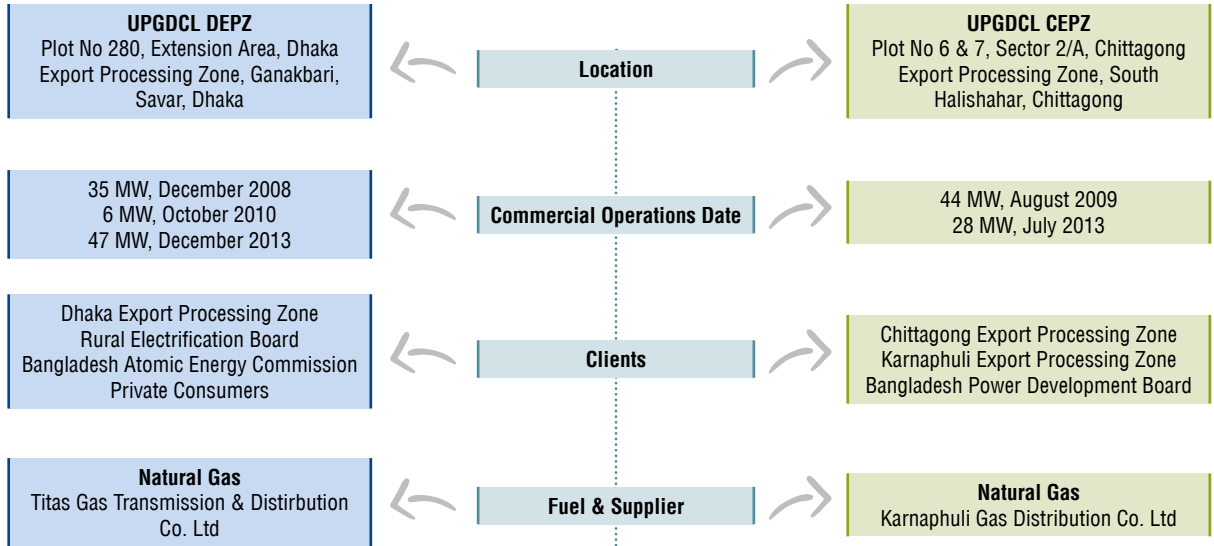 UPGDCL DEPZ
Plot No 280, Extension Area, Dhaka
Export Processing Zone, Ganakbari,
Savar, Dhaka
Location
UPGDCL CEPZ
Plot No 6 & 7, Sector 2/A, Chittagong
Export Processing Zone, South
Halishahar, Chittagong
35 MW, December 2008
6 MW, October 2010
47 MW, December 2013
Commercial Operations Date
44 MW, August 2009
28 MW, July 2013
Dhaka Export Processing Zone
Rural Electrification Board
Bangladesh Atomic Energy Commission
Private Consumers
Clients
Chittagong Export Processing Zone
Karnaphuli Export Processing Zone
Bangladesh Power Development Board
Natural Gas
Titas Gas Transmission & Distirbution
Co. Ltd
Fuel & Supplier
Natural Gas
Karnaphuli Gas Distribution Co. Ltd